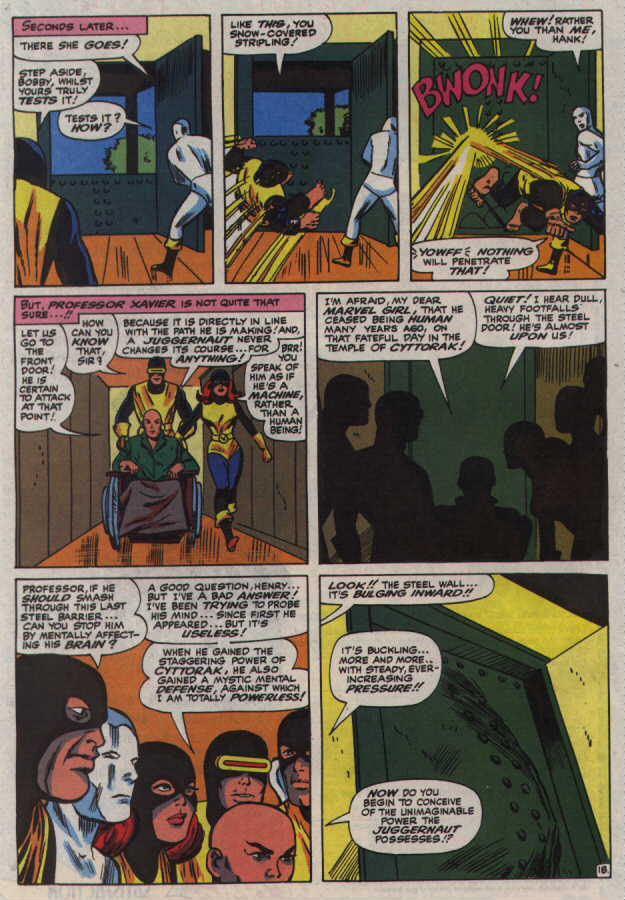 SECONDS LATER...
THERE SHE GOES!
STEP ASIDE,
BOBBY, WHILST
YOURS TRULY
TESTS IT!
TESTS IT?
HOW?
LIKE THIS, YOU
SNOW-COVERED
STRIPLING!
WHEW! RATHER
YOU THAN ME,
HANK!
BWONK!
YOWFF! NOTHING
WILL PENETRATE
THAT!
BUT, PROFESSOR XAVIER IS NOT QUITE THAT
SURE...!!
LET US
GO TO
THE
FRONT
DOOR!
HE IS
CERTAIN
TO ATTACK
AT THAT
POINT!
HOW
CAN YOU
KNOW
THAT,
SIR?
BECAUSE IT IS DIRECTLY IN LINE
WITH THE PATH HE IS MAKING! AND,
A JUGGERNAUT NEVER
CHANGES ITS COURSE... FOR
ANYTHING!
BRR!
YOU
SPEAK OF
HIM AS IF
HE'S A
MACHINE,
RATHER
THAN A
HUMAN
BEING!
I'M AFRAID, MY DEAR
MARVEL GIRL, THAT HE
CEASED BEING HUMAN
MANY YEARS AGO, ON
THAT FATEFUL DAY IN THE
TEMPLE OF CYTTORAK!
QUIET! I HEAR DULL,
HEAVY FOOTFALLS
THROUGH THE STEEL
DOOR! HE'S ALMOST
UPON US!
PROFESSOR, IF HE
SHOULD SMASH
THROUGH THIS LAST
STEEL BARRIER...
CAN YOU STOP HIM
BY MENTALLY AFFECT-
ING HIS BRAIN?
A GOOD QUESTION, HENRY...
BUT I'VE A BAD ANSWER!
I'VE BEEN TRYING TO PROBE
HIS MIND... SINCE FIRST HE
APPEARED... BUT IT'S
USELESS!
WHEN HE GAINED THE
STAGGERING POWER OF
CYTTORAK, HE ALSO
GAINED A MYSTIC MENTAL
DEFENSE, AGAINST WHICH
I AM TOTALLY POWERLESS!
LOOK!! THE STEEL WALL...
IT'S BULGING INWARD!!
IT'S BUCKLING...
MORE AND MORE..
WITH STEADY, EVER-
INCREASING
PRESSURE!!
NOW DO YOU
BEGIN TO CONCEIVE
OF THE UNIMAGINABLE
POWER THE
JUGGERNAUT
POSSESSES!?
18.